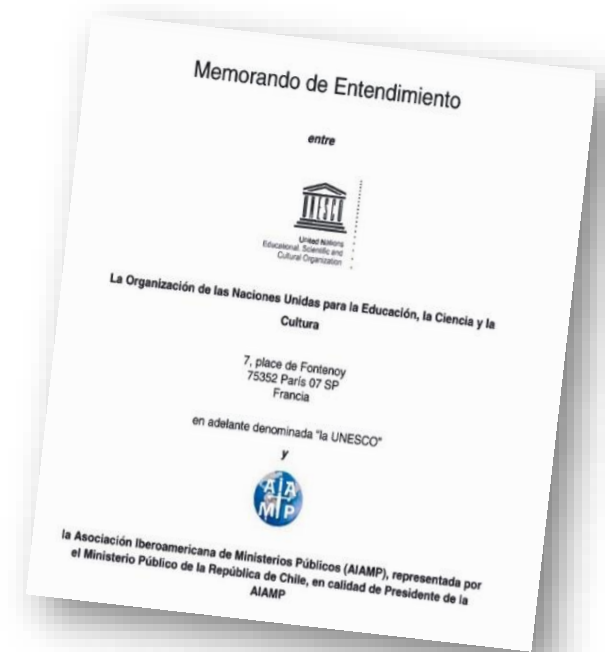 Memorando de Entendimiento
entre
UNESCO
United Nations
Educational, Scientific and
Cultural Organization
La Organización de las Naciones Unidas para la Educación, la Ciencia y la
Cultura
7, place de Fontenoy
75352 París 07 SP
Francia
en adelante denominada "la UNESCO"
y
AIA
MP
la Asociación Iberoamericana de Ministerios Públicos (AIAMP), representada por
el Ministerio Público de la República de Chile, en calidad de Presidente de la
AIAMP